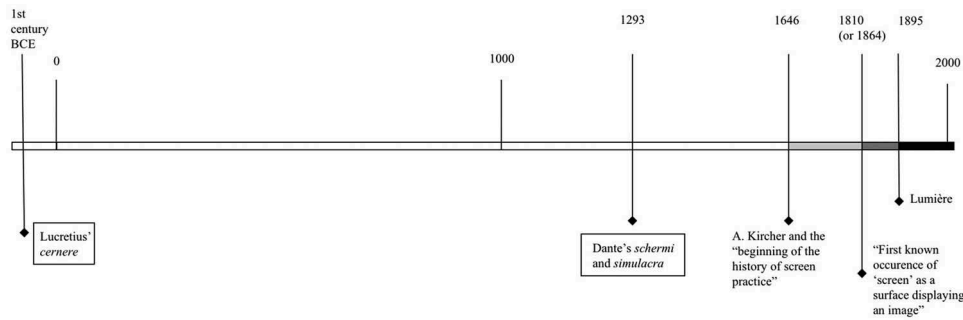 1st
century
BCE
0
1000
1293
1646
1810
(or 1864)
1895
2000
Lucretius’
cernere
Dante’s schermi
and simulacra
A. Kircher and the
“beginning of the
history of screen
practice”
“First known
occurence of
‘screen’ as a
surface displaying
an image”
Lumière